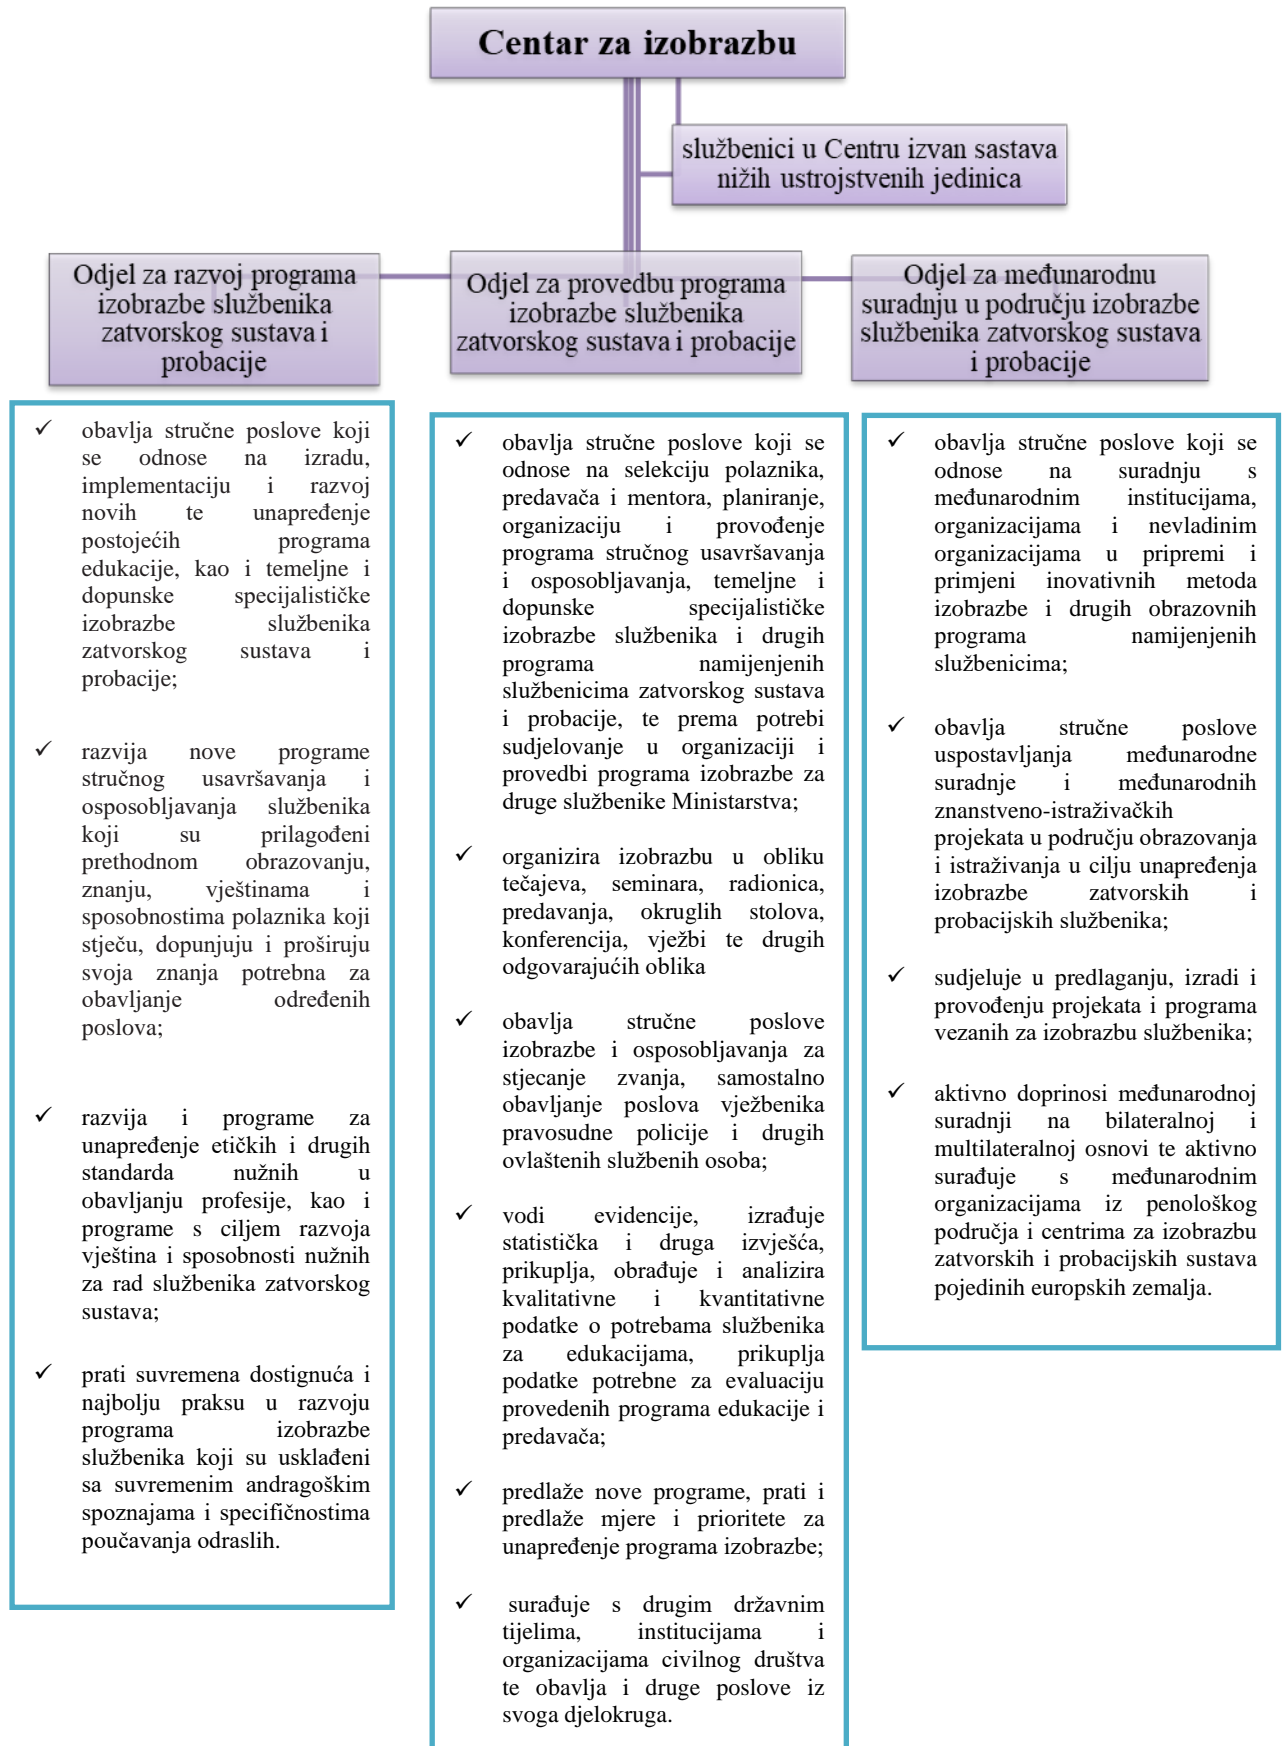 Centar za izobrazbu
službenici u Centru izvan sastava
nižih ustrojstvenih jedinica
Odjel za razvoj programa
izobrazbe službenika
zatvorskog sustava i
probacije
Odjel za provedbu programa
izobrazbe službenika
zatvorskog sustava i probacije
Odjel za međunarodnu
suradnju u području izobrazbe
službenika zatvorskog sustava
i probacije
✓ obavlja stručne poslove koji
se odnose na izradu,
implementaciju i razvoj
novih te unapređenje
postojećih programa
edukacije, kao i temeljne i
dopunske specijalističke
izobrazbe službenika
zatvorskog sustava i
probacije;
✓ razvija nove programe
stručnog usavršavanja i
osposobljavanja službenika
koji su prilagođeni
prethodnom obrazovanju,
znanju, vještinama i
sposobnostima polaznika koji
stječu, dopunjuju i proširuju
svoja znanja potrebna za
obavljanje određenih
poslova;
✓ razvija i programe za
unapređenje etičkih i drugih
standarda nužnih u
obavljanju profesije, kao i
programe s ciljem razvoja
vještina i sposobnosti nužnih
za rad službenika zatvorskog
sustava;
✓ prati suvremena dostignuća i
najbolju praksu u razvoju
programa izobrazbe
službenika koji su usklađeni
sa suvremenim andragoškim
spoznajama i specifičnostima
poučavanja odraslih.
✓ obavlja stručne poslove koji se
odnose na selekciju polaznika,
predavača i mentora, planiranje,
organizaciju i provođenje
programa stručnog usavršavanja
i osposobljavanja, temeljne i
dopunske specijalističke
izobrazbe službenika i drugih
programa namijenjenih
službenicima zatvorskog sustava
i probacije, te prema potrebi
sudjelovanje u organizaciji i
provedbi programa izobrazbe za
druge službenike Ministarstva;
✓ organizira izobrazbu u obliku
tečajeva, seminara, radionica,
predavanja, okruglih stolova,
konferencija, vježbi te drugih
odgovarajućih oblika
✓ obavlja stručne poslove
izobrazbe i osposobljavanja za
stjecanje zvanja, samostalno
obavljanje poslova vježbenika
pravosudne policije i drugih
ovlaštenih službenih osoba;
✓ vodi evidencije, izrađuje
statistička i druga izvješća,
prikuplja, obrađuje i analizira
kvalitativne i kvantitativne
podatke o potrebama službenika
za edukacijama, prikuplja
podatke potrebne za evaluaciju
provedenih programa edukacije i
predavača;
✓ predlaže nove programe, prati i
predlaže mjere i prioritete za
unapređenje programa izobrazbe;
✓ surađuje s drugim državnim
tijelima, institucijama i
organizacijama civilnog društva
te obavlja i druge poslove iz
svoga djelokruga.
✓ obavlja stručne poslove koji se
odnose na suradnju s
međunarodnim institucijama,
organizacijama i nevladinim
organizacijama u pripremi i
primjeni inovativnih metoda
izobrazbe i drugih obrazovnih
programa namijenjenih
službenicima;
✓ obavlja stručne poslove
uspostavljanja međunarodne
suradnje i međunarodnih
znanstveno-istraživačkih
projekata u području obrazovanja
i istraživanja u cilju unapređenja
izobrazbe zatvorskih i
probacijskih službenika;
✓ sudjeluje u predlaganju, izradi i
provođenju projekata i programa
vezanih za izobrazbu službenika;
✓ aktivno doprinosi međunarodnoj
suradnji na bilateralnoj i
multilateralnoj osnovi te aktivno
surađuje s međunarodnim
organizacijama iz penološkog
područja i centrima za izobrazbu
zatvorskih i probacijskih sustava
pojedinih europskih zemalja.